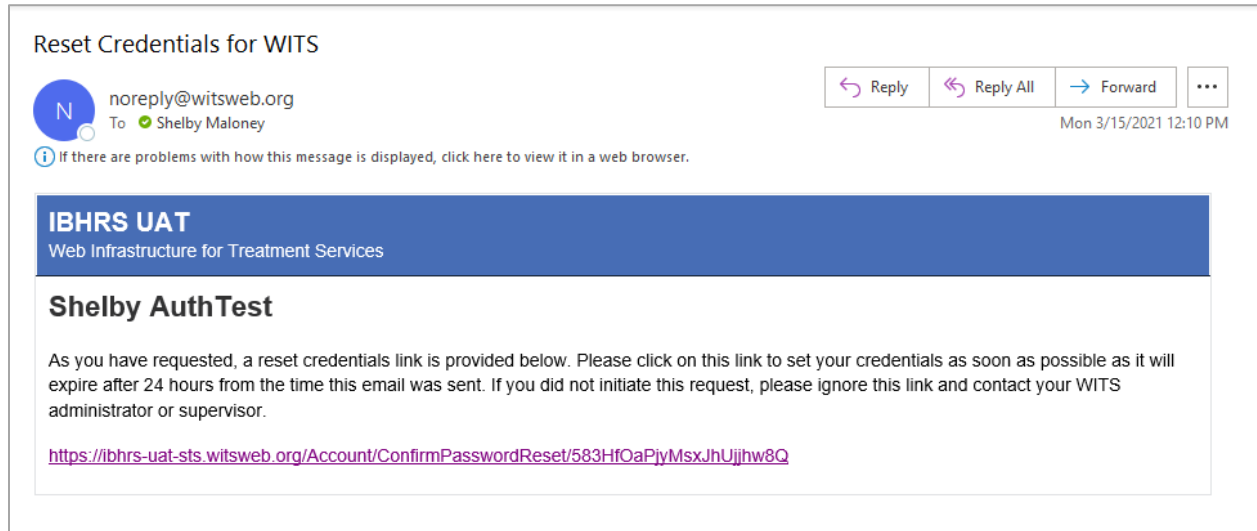 Reset Credentials for WITS
N
noreply@witsweb.org
To Shelby Maloney
Reply
Reply All
Forward
...
Mon 3/15/2021 12:10 PM
i If there are problems with how this message is displayed, click here to view it in a web browser.
IBHRS UAT
Web Infrastructure for Treatment Services
Shelby AuthTest
As you have requested, a reset credentials link is provided below. Please click on this link to set your credentials as soon as possible as it will
expire after 24 hours from the time this email was sent. If you did not initiate this request, please ignore this link and contact your WITS
administrator or supervisor.
https://ibhrs-uat-sts.witsweb.org/Account/ConfirmPasswordReset/583HfOaPjyMsxJhUjjhw8Q